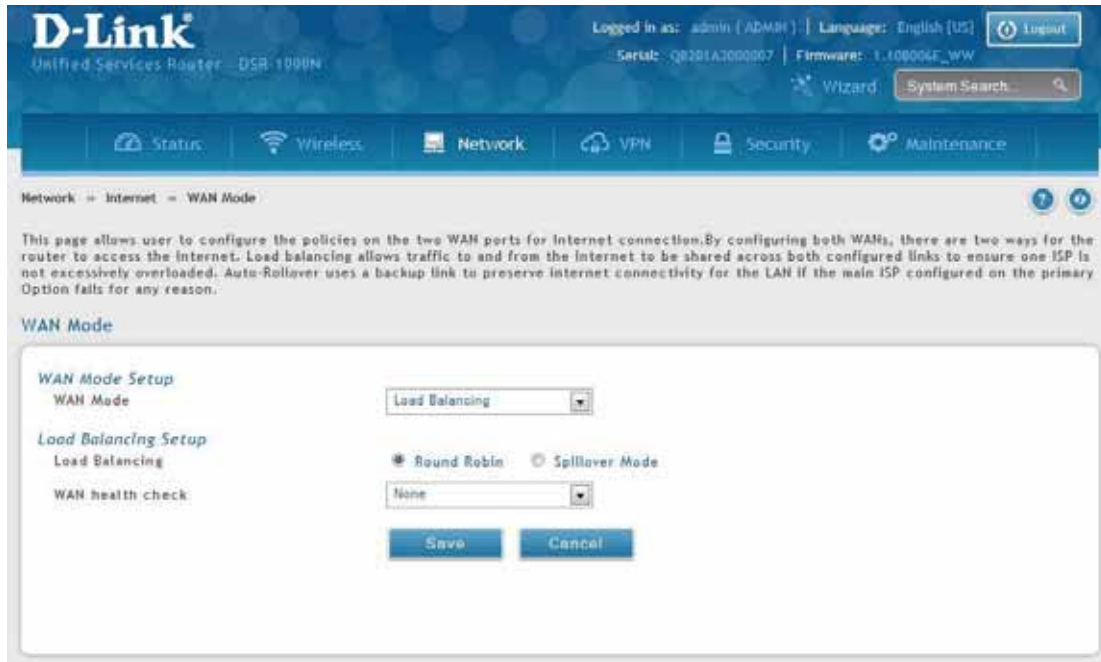 D-Link
Logged in as: admin ( ADMIN ) | Language: English [US]
Logout
Unified Services Router - DSR-1000N
Serial: | Firmware:
Wizard
System Search...
Status
Wireless
Network
VPN
Security
Maintenance
Network » Internet » WAN Mode
This page allows user to configure the policies on the two WAN ports for Internet connection.By configuring both WANs, there are two ways for the
router to access the Internet. Load balancing allows traffic to and from the Internet to be shared across both configured links to ensure one ISP is
not excessively overloaded. Auto-Rollover uses a backup link to preserve internet connectivity for the LAN if the main ISP configured on the primary
Option fails for any reason.
WAN Mode
WAN Mode Setup
WAN Mode
Load Balancing
Load Balancing Setup
Load Balancing
Round Robin
Spillover Mode
WAN health check
None
Save
Cancel